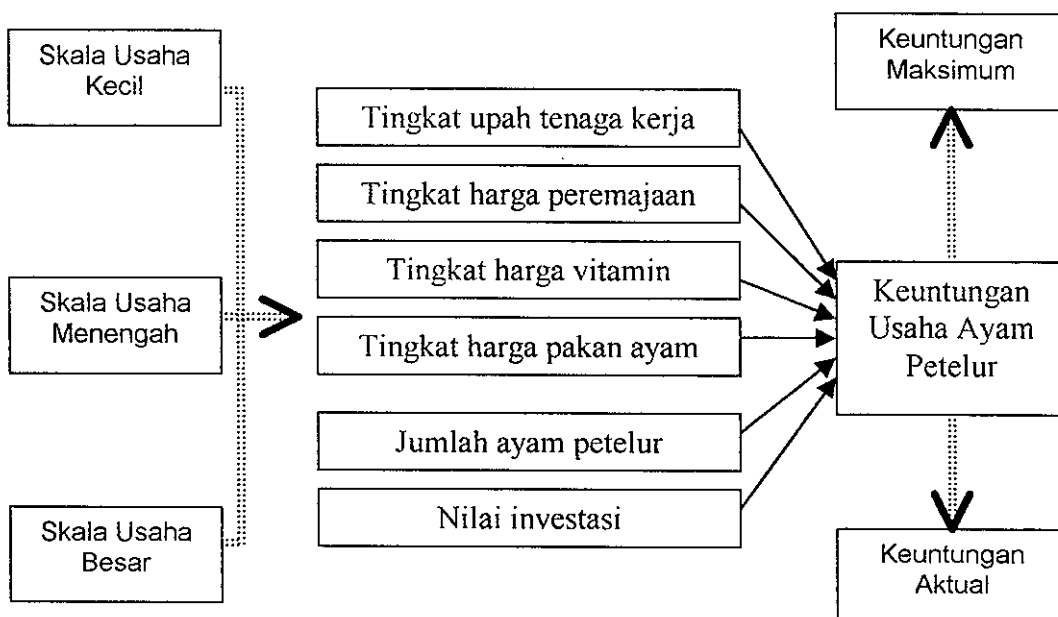 Skala Usaha
Kecil
Skala Usaha
Menengah
Skala Usaha
Besar
Tingkat upah tenaga kerja
Tingkat harga peremajaan
Tingkat harga vitamin
Tingkat harga pakan ayam
Jumlah ayam petelur
Nilai investasi
Keuntungan
Maksimum
Keuntungan
Usaha Ayam
Petelur
Keuntungan
Aktual